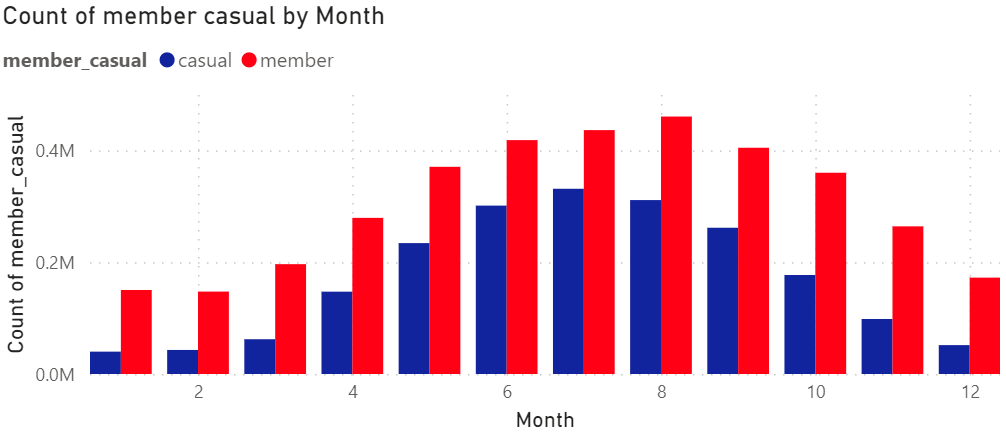 Count of member casual by Month
member_casual casual member
Count of member_casual
0.4M
0.2M
0.0M
2 4 6 8 10 12
Month